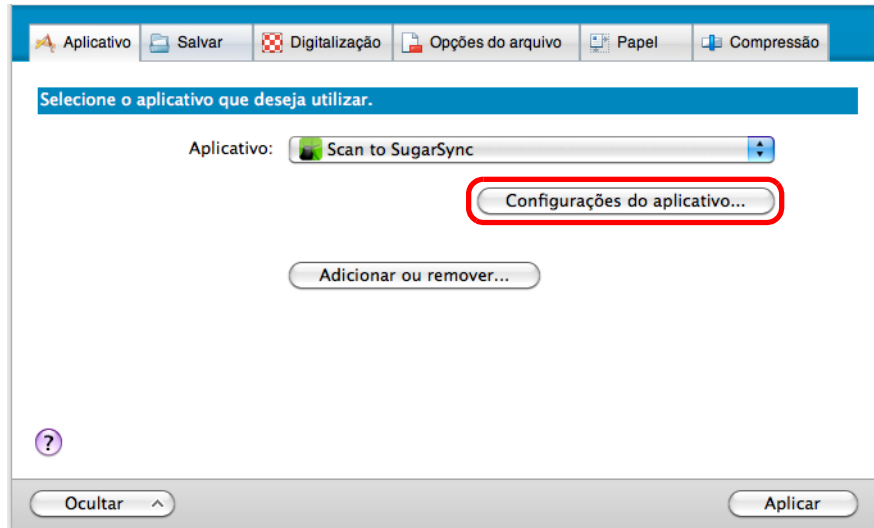 Aplicativo Salvar Digitalização Opções do arquivo Papel Compressão
Selecione o aplicativo que deseja utilizar.
Aplicativo: Scan to SugarSync
Configurações do aplicativo...
Adicionar ou remover...
?
Ocultar Aplicar